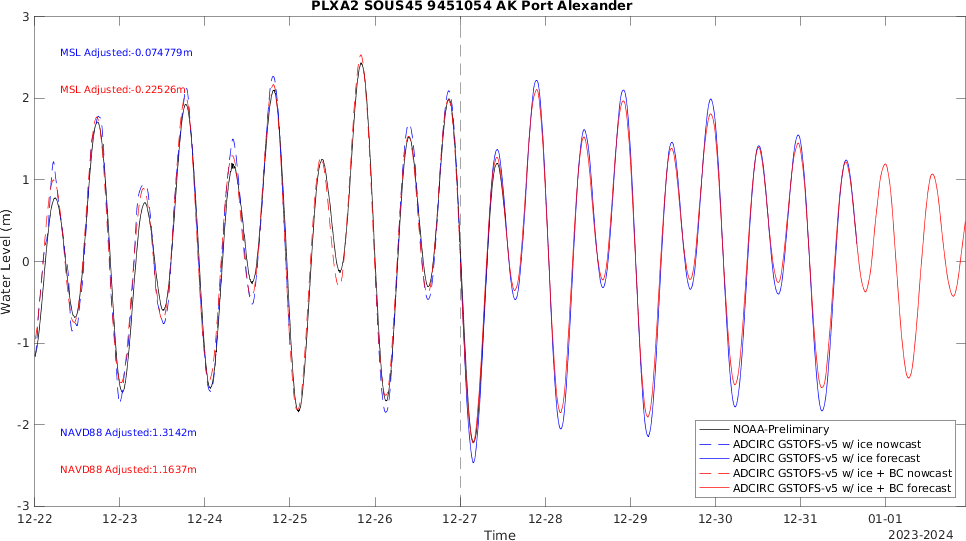 PLXA2 SOUS45 9451054 AK Port Alexander
3
2
1
0
-1
-2
-3
Water Level (m)
MSL Adjusted:-0.074779m
MSL Adjusted:-0.22526m
NAVD88 Adjusted:1.3142m
NAVD88 Adjusted:1.1637m
NOAA-Preliminary
ADCIRC GSTOFS-v5 w/ ice nowcast
ADCIRC GSTOFS-v5 w/ ice forecast
ADCIRC GSTOFS-v5 w/ ice + BC nowcast
ADCIRC GSTOFS-v5 w/ ice + BC forecast
12-22 12-23 12-24 12-25 12-26 12-27 12-28 12-29 12-30 12-31 01-01
Time
2023-2024